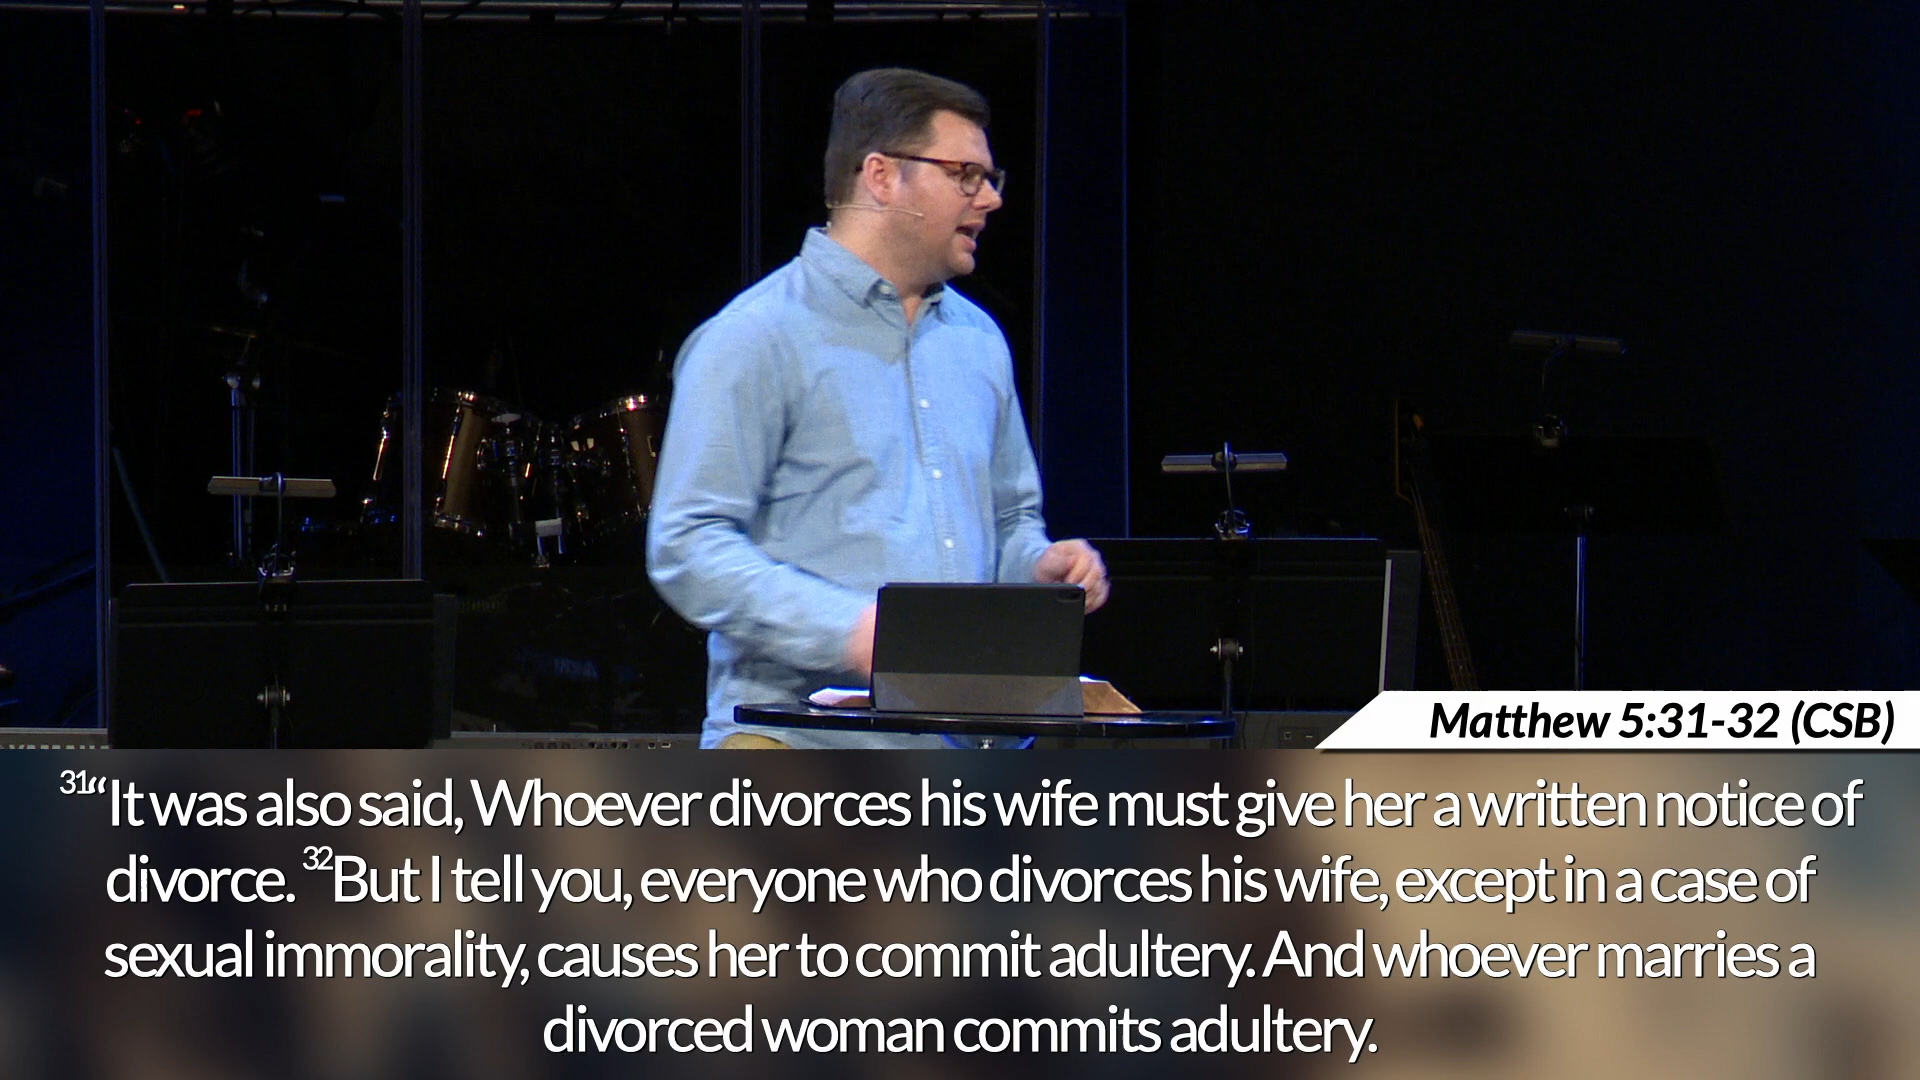 Matthew 5:31-32 (CSB)
31“It was also said, Whoever divorces his wife must give her a written notice of
divorce. 32But I tell you, everyone who divorces his wife, except in a case of
sexual immorality, causes her to commit adultery. And whoever marries a
divorced woman commits adultery.